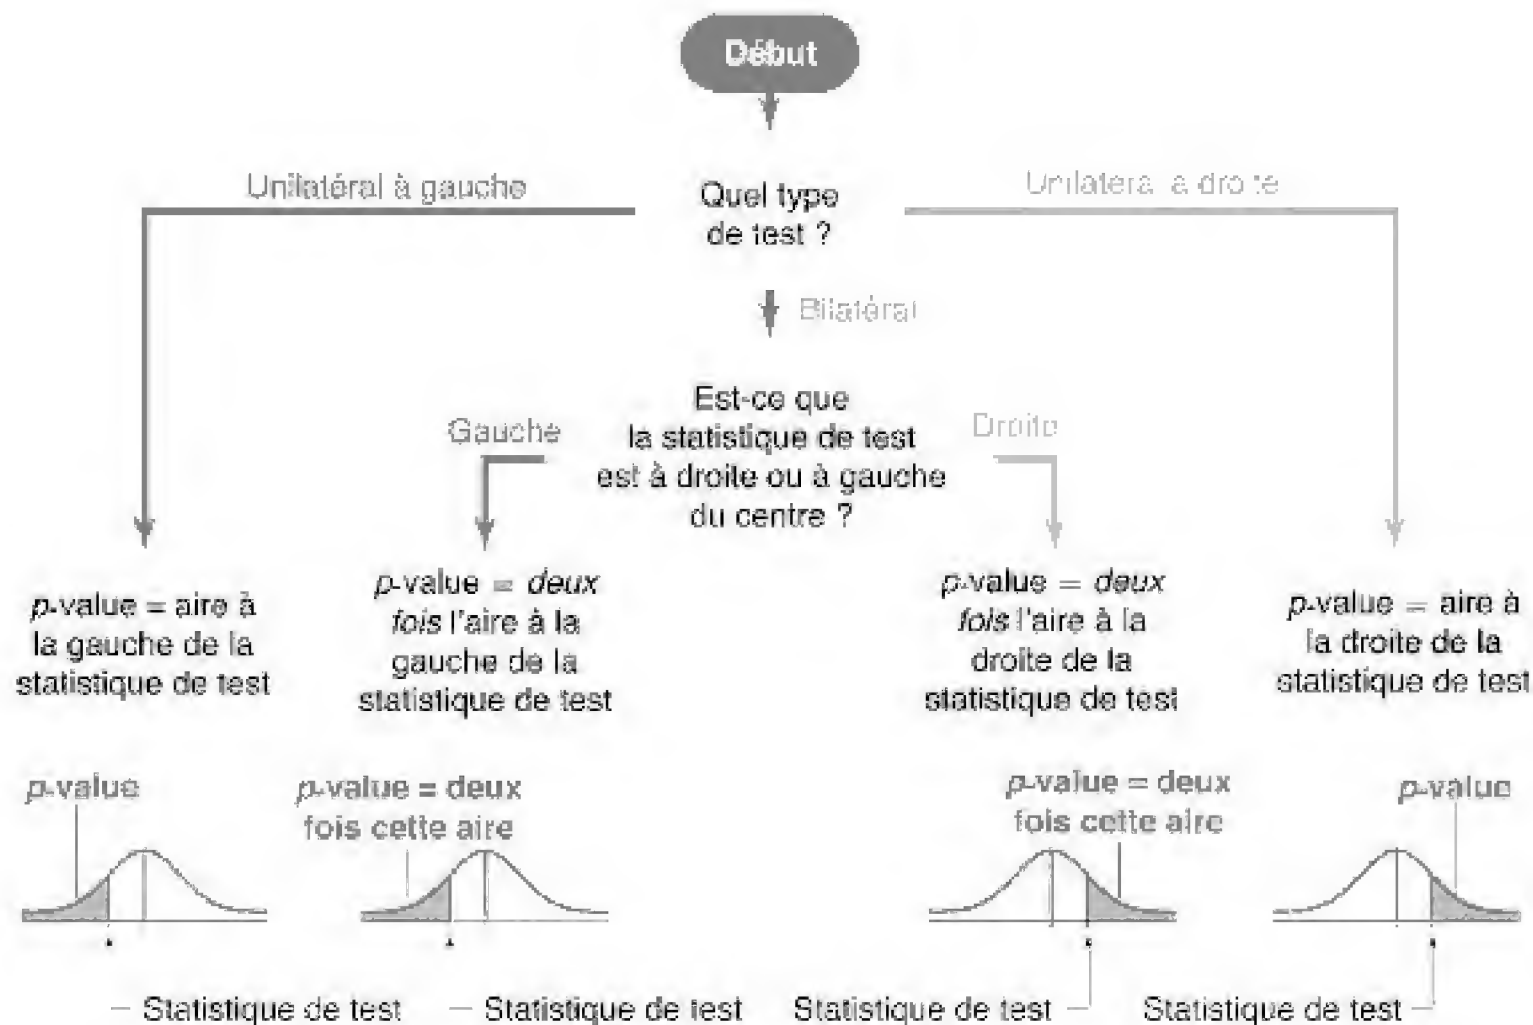 Début
Unilatéral à gauche
Quel type
de test ?
Unilatéral à droite
Bilatéral
Est-ce que
la statistique de test
est à droite ou à gauche
du centre ?
Gauche
Droite
p-value = aire à
la gauche de la
statistique de test
p-value = deux
fois l'aire à la
gauche de la
statistique de test
p-value = deux
fois l'aire à la
droite de la
statistique de test
p-value = aire à
la droite de la
statistique de test
p-value
p-value = deux
fois cette aire
p-value = deux
fois cette aire
p-value
Statistique de test
Statistique de test
Statistique de test
Statistique de test